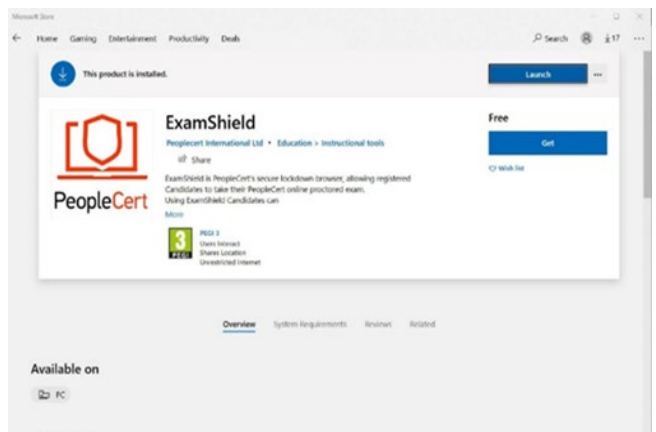 Microsoft Store
Home Gaming Entertainment Productivity Deals Search 17
This product is installed.
Launch
ExamShield
Peoplecert International Ltd • Education > Instructional tools
Share
ExamShield is PeopleCert's secure lockdown browser, allowing registered
Candidates to take their PeopleCert online proctored exam.
Using ExamShield Candidates can
More
PeopleCert
3
PEGI
PEGI 3
Users Interact
Shares Location
Unrestricted Internet
Free
Get
Wish list
Overview System Requirements Reviews Related
Available on
PC